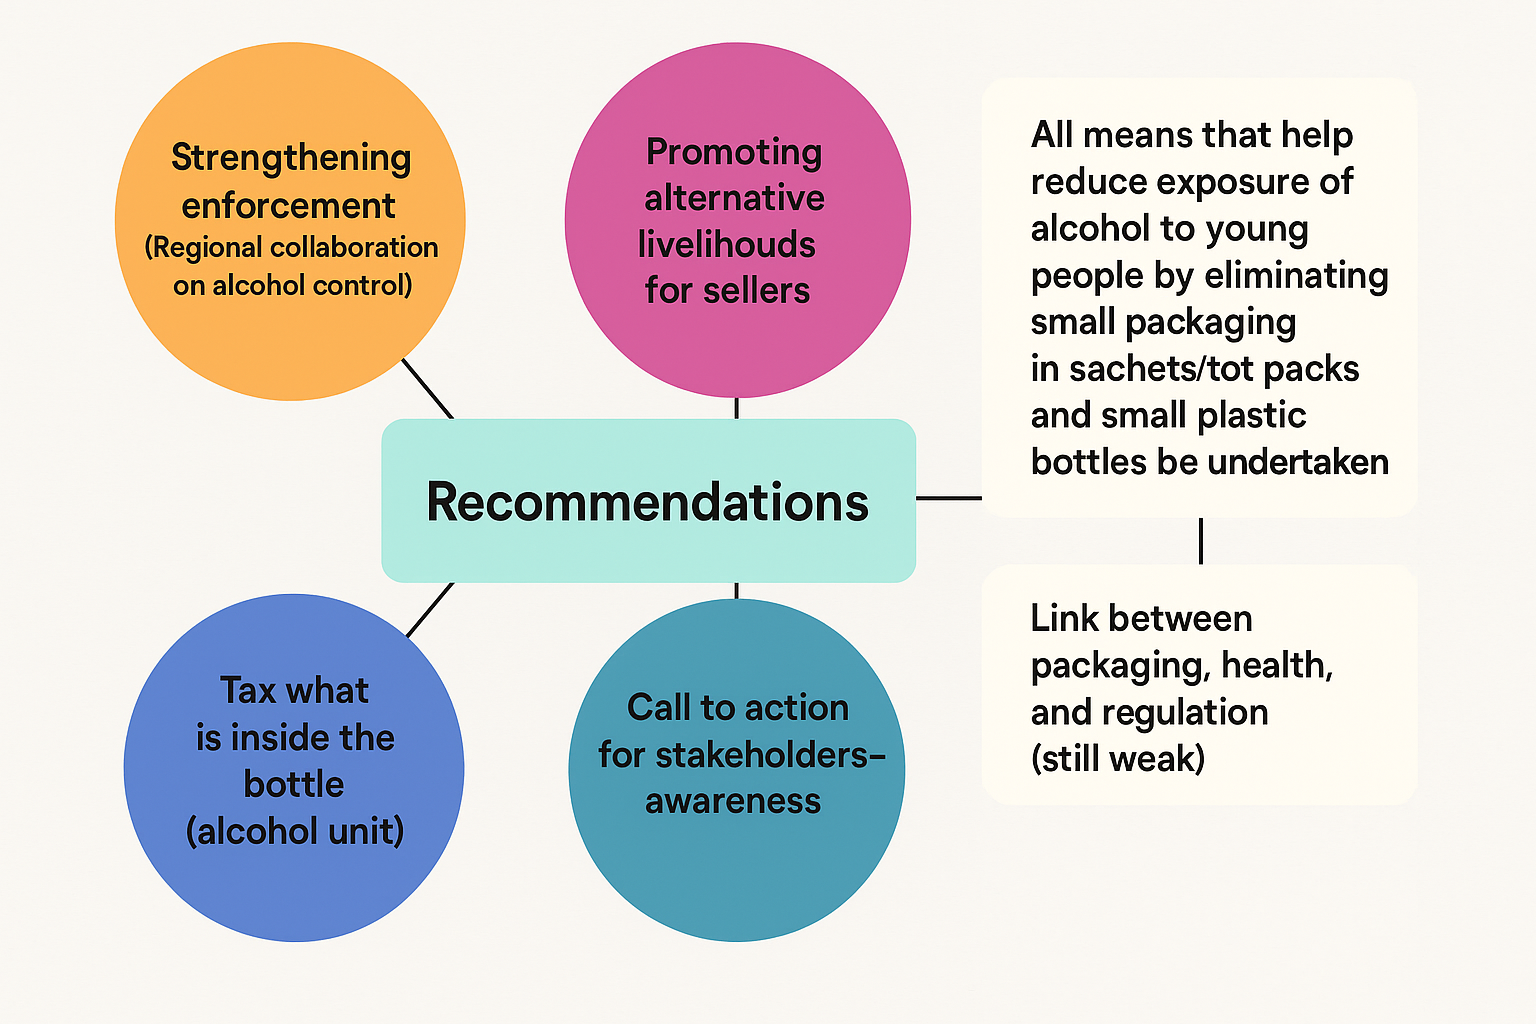 Strengthening
enforcement
(Regional collaboration
on alcohol control)
Promoting
alternative
livelihouds
for sellers
All means that help
reduce exposure of
alcohol to young
people by eliminating
small packaging
in sachets/tot packs
and small plastic
bottles be undertaken
Recommendations
Link between
packaging, health,
and regulation
(still weak)
Tax what
is inside the
bottle
(alcohol unit)
Call to action
for stakeholders–
awareness